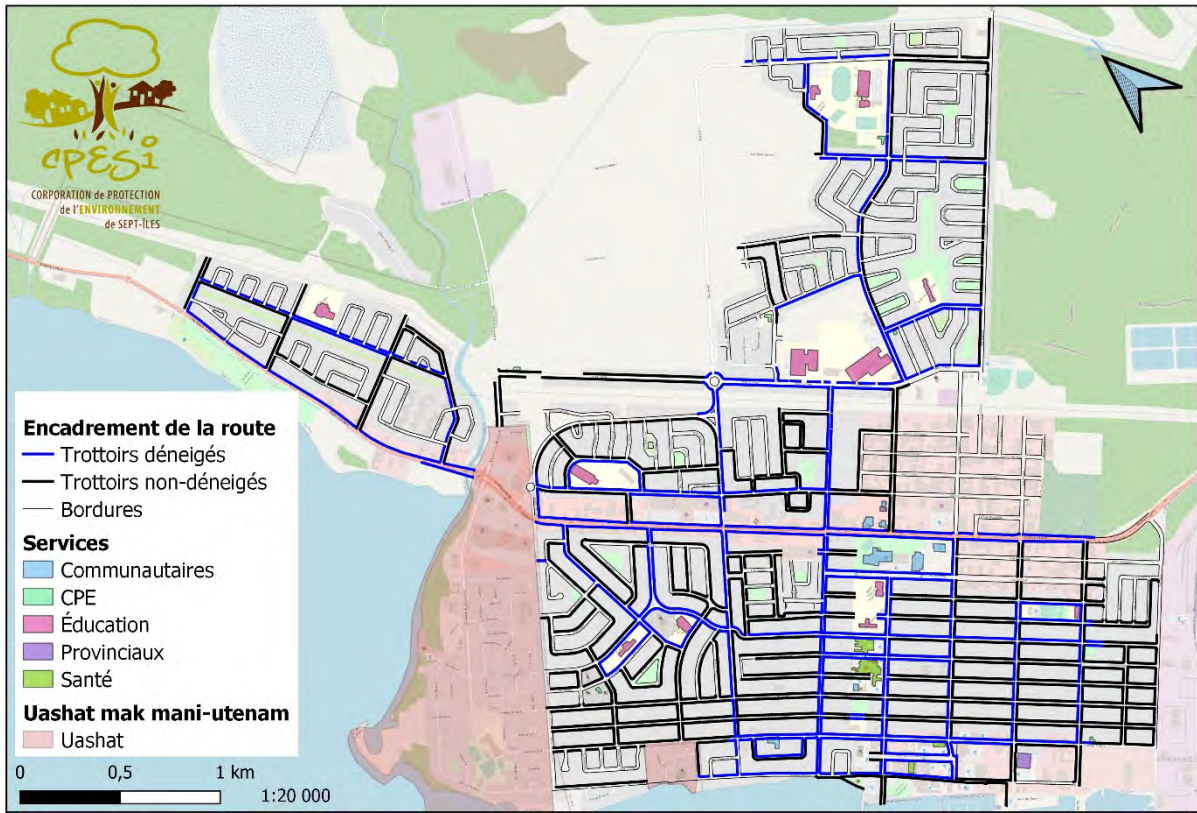 CPESi
CORPORATION de PROTECTION
de l'ENVIRONNEMENT
de SEPT-ÎLES
Encadrement de la route
Trottoirs déneigés
Trottoirs non-déneigés
Bordures
Services
Communautaires
CPE
Éducation
Provinciaux
Santé
Uashat mak mani-utenam
Uashat
0 0,5 1 km
1:20 000